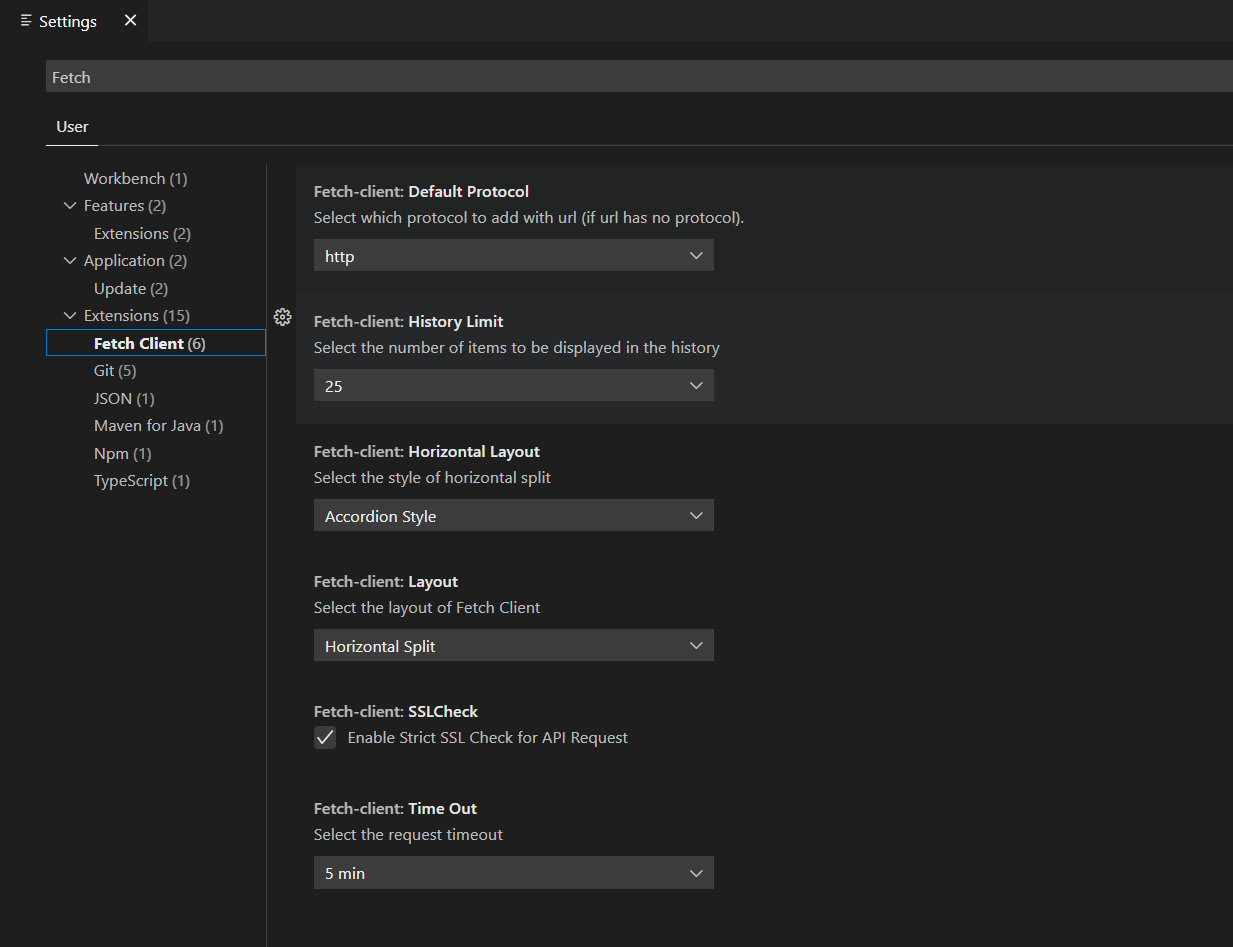 Settings
Fetch
User
Workbench (1)
Features (2)
Extensions (2)
Application (2)
Update (2)
Extensions (15)
Fetch Client (6)
Git (5)
JSON (1)
Maven for Java (1)
Npm (1)
TypeScript (1)
Fetch-client: Default Protocol
Select which protocol to add with url (if url has no protocol).
http
Fetch-client: History Limit
Select the number of items to be displayed in the history
25
Fetch-client: Horizontal Layout
Select the style of horizontal split
Accordion Style
Fetch-client: Layout
Select the layout of Fetch Client
Horizontal Split
Fetch-client: SSLCheck
Enable Strict SSL Check for API Request
Fetch-client: Time Out
Select the request timeout
5 min